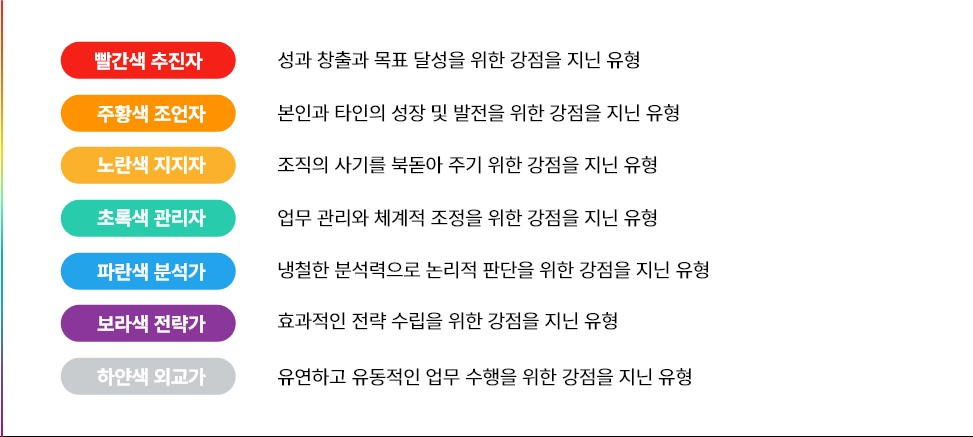 빨간색 추진자 성과 창출과 목표 달성을 위한 강점을 지닌 유형
주황색 조언자 본인과 타인의 성장 및 발전을 위한 강점을 지닌 유형
노란색 지지자 조직의 사기를 북돋아 주기 위한 강점을 지닌 유형
초록색 관리자 업무 관리와 체계적 조정을 위한 강점을 지닌 유형
파란색 분석가 냉철한 분석력으로 논리적 판단을 위한 강점을 지닌 유형
보라색 전략가 효과적인 전략 수립을 위한 강점을 지닌 유형
하얀색 외교가 유연하고 유동적인 업무 수행을 위한 강점을 지닌 유형